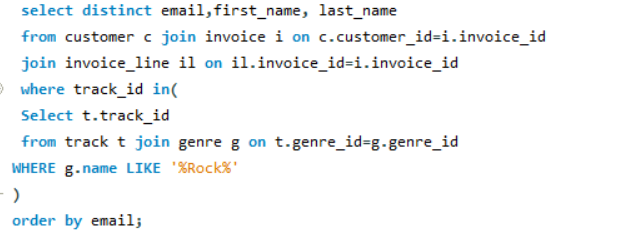 select distinct email,first_name, last_name
from customer c join invoice i on c.customer_id=i.invoice_id
join invoice_line il on il.invoice_id=i.invoice_id
where track_id in(
Select t.track_id
from track t join genre g on t.genre_id=g.genre_id
WHERE g.name LIKE '%Rock%'
)
order by email;